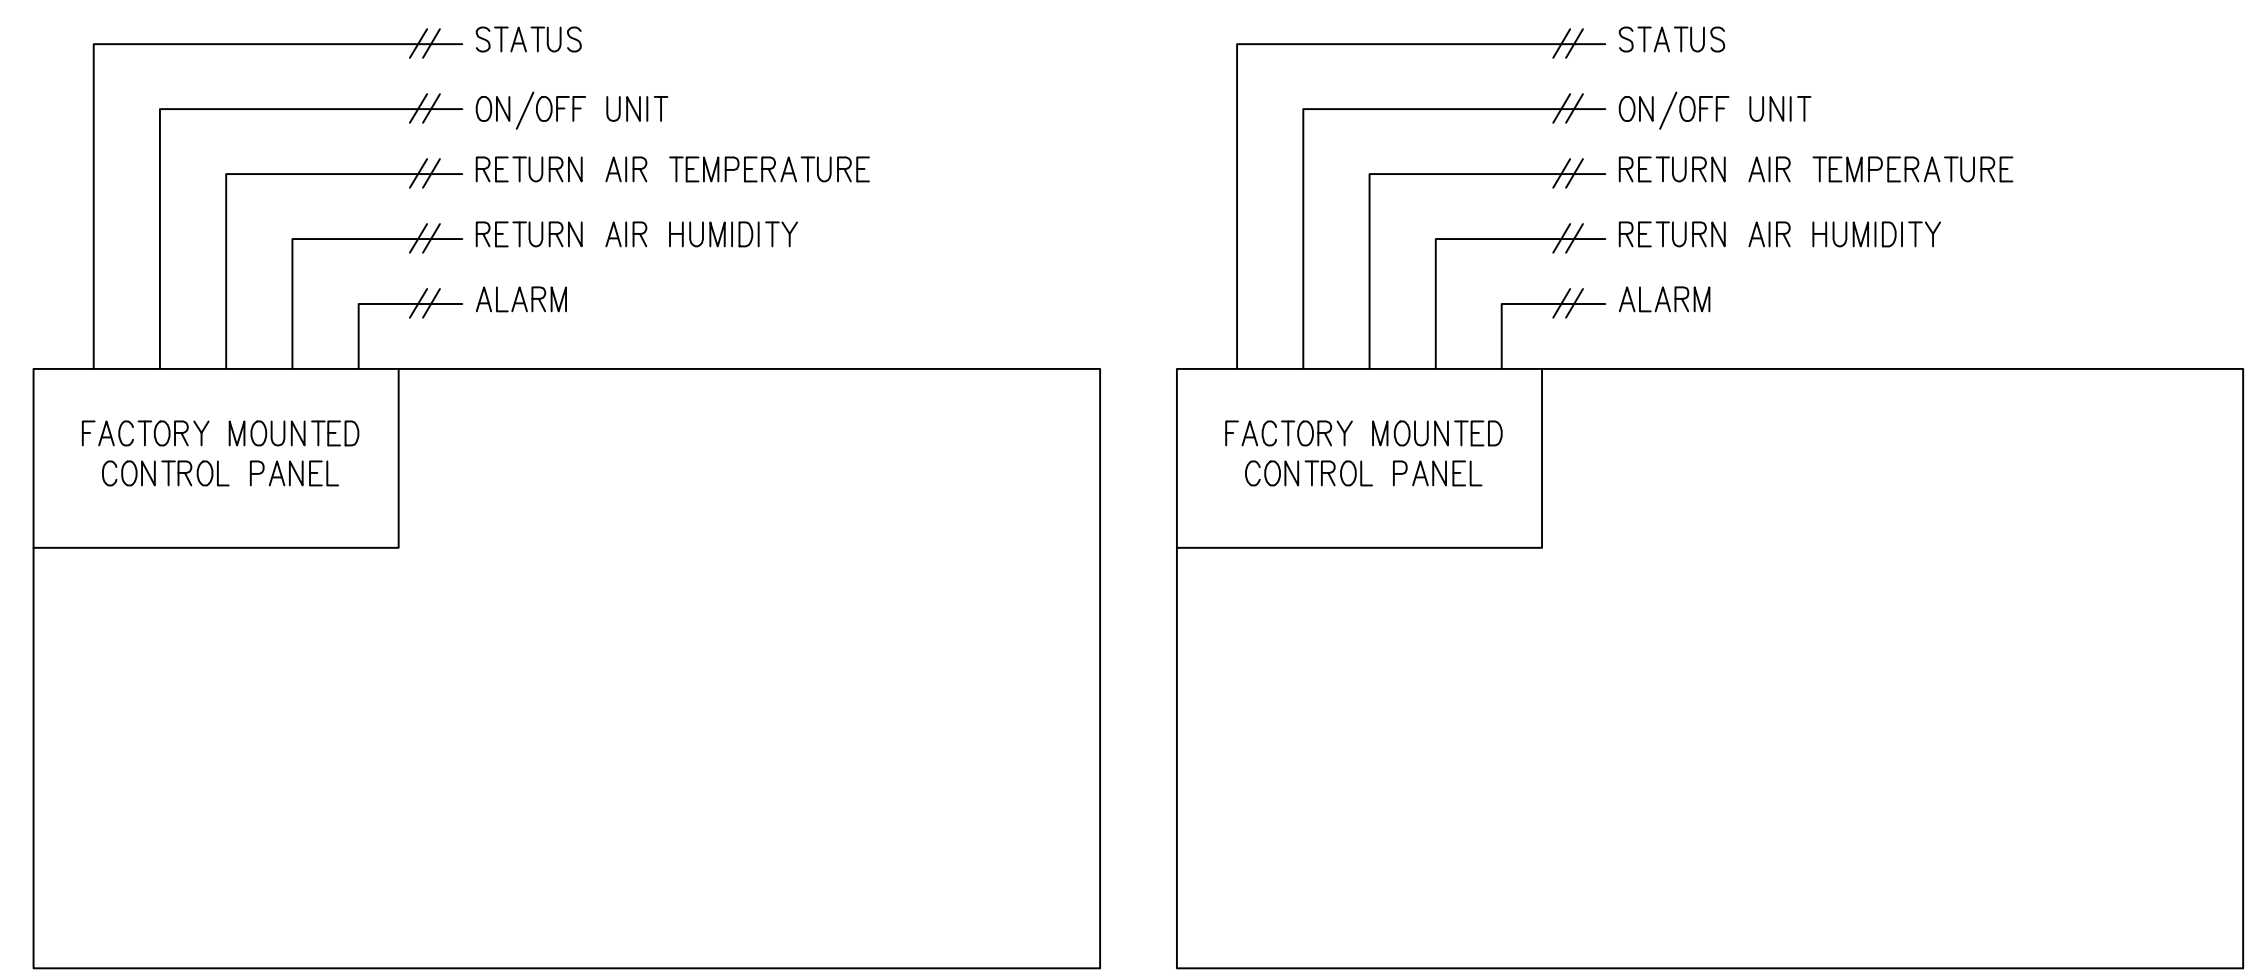 STATUS
ON/OFF UNIT
RETURN AIR TEMPERATURE
RETURN AIR HUMIDITY
ALARM
FACTORY MOUNTED
CONTROL PANEL
STATUS
ON/OFF UNIT
RETURN AIR TEMPERATURE
RETURN AIR HUMIDITY
ALARM
FACTORY MOUNTED
CONTROL PANEL